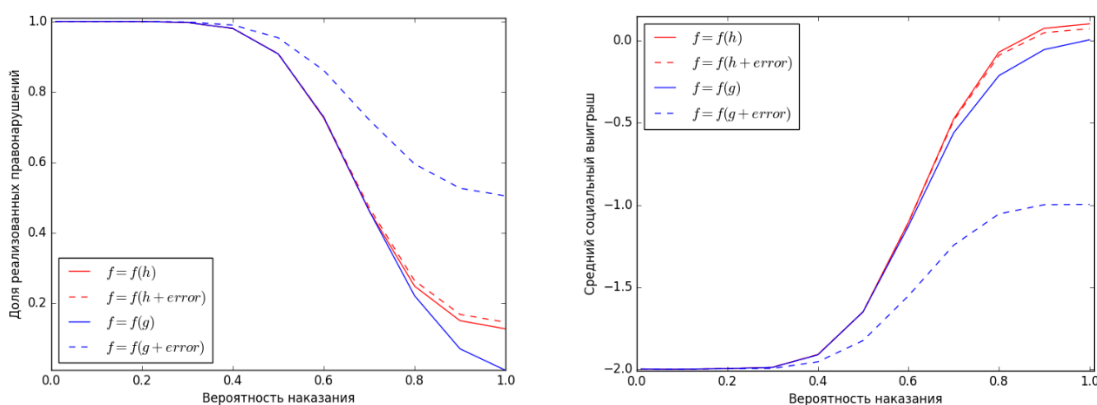 1.0
0.8
0.6
0.4
0.2
Доля реализованных правонарушений
f = f(h)
f = f(h + error)
f = f(g)
f = f(g + error)
0.0 0.2 0.4 0.6 0.8 1.0
Вероятность наказания
0.0
−0.5
−1.0
−1.5
−2.0
Средний социальный выигрыш
f = f(h)
f = f(h + error)
f = f(g)
f = f(g + error)
0.0 0.2 0.4 0.6 0.8 1.0
Вероятность наказания